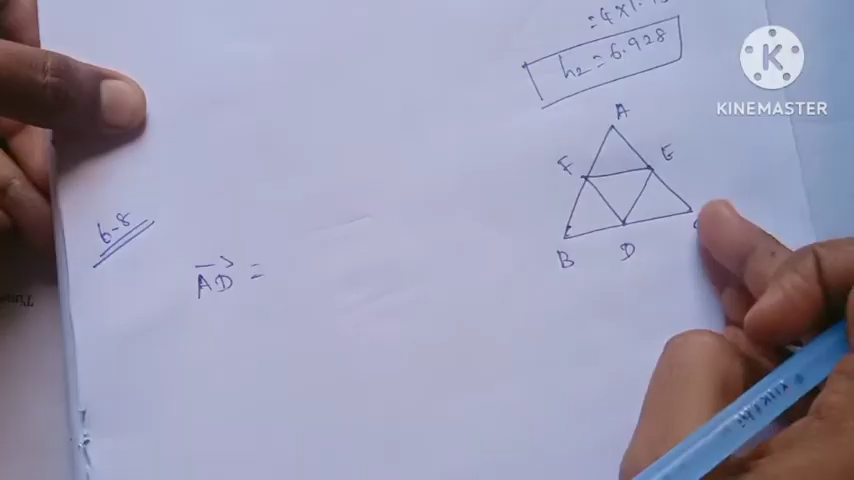 h₂ = 6.928
KINEMASTER
A
F E
B D
6-8
AD =